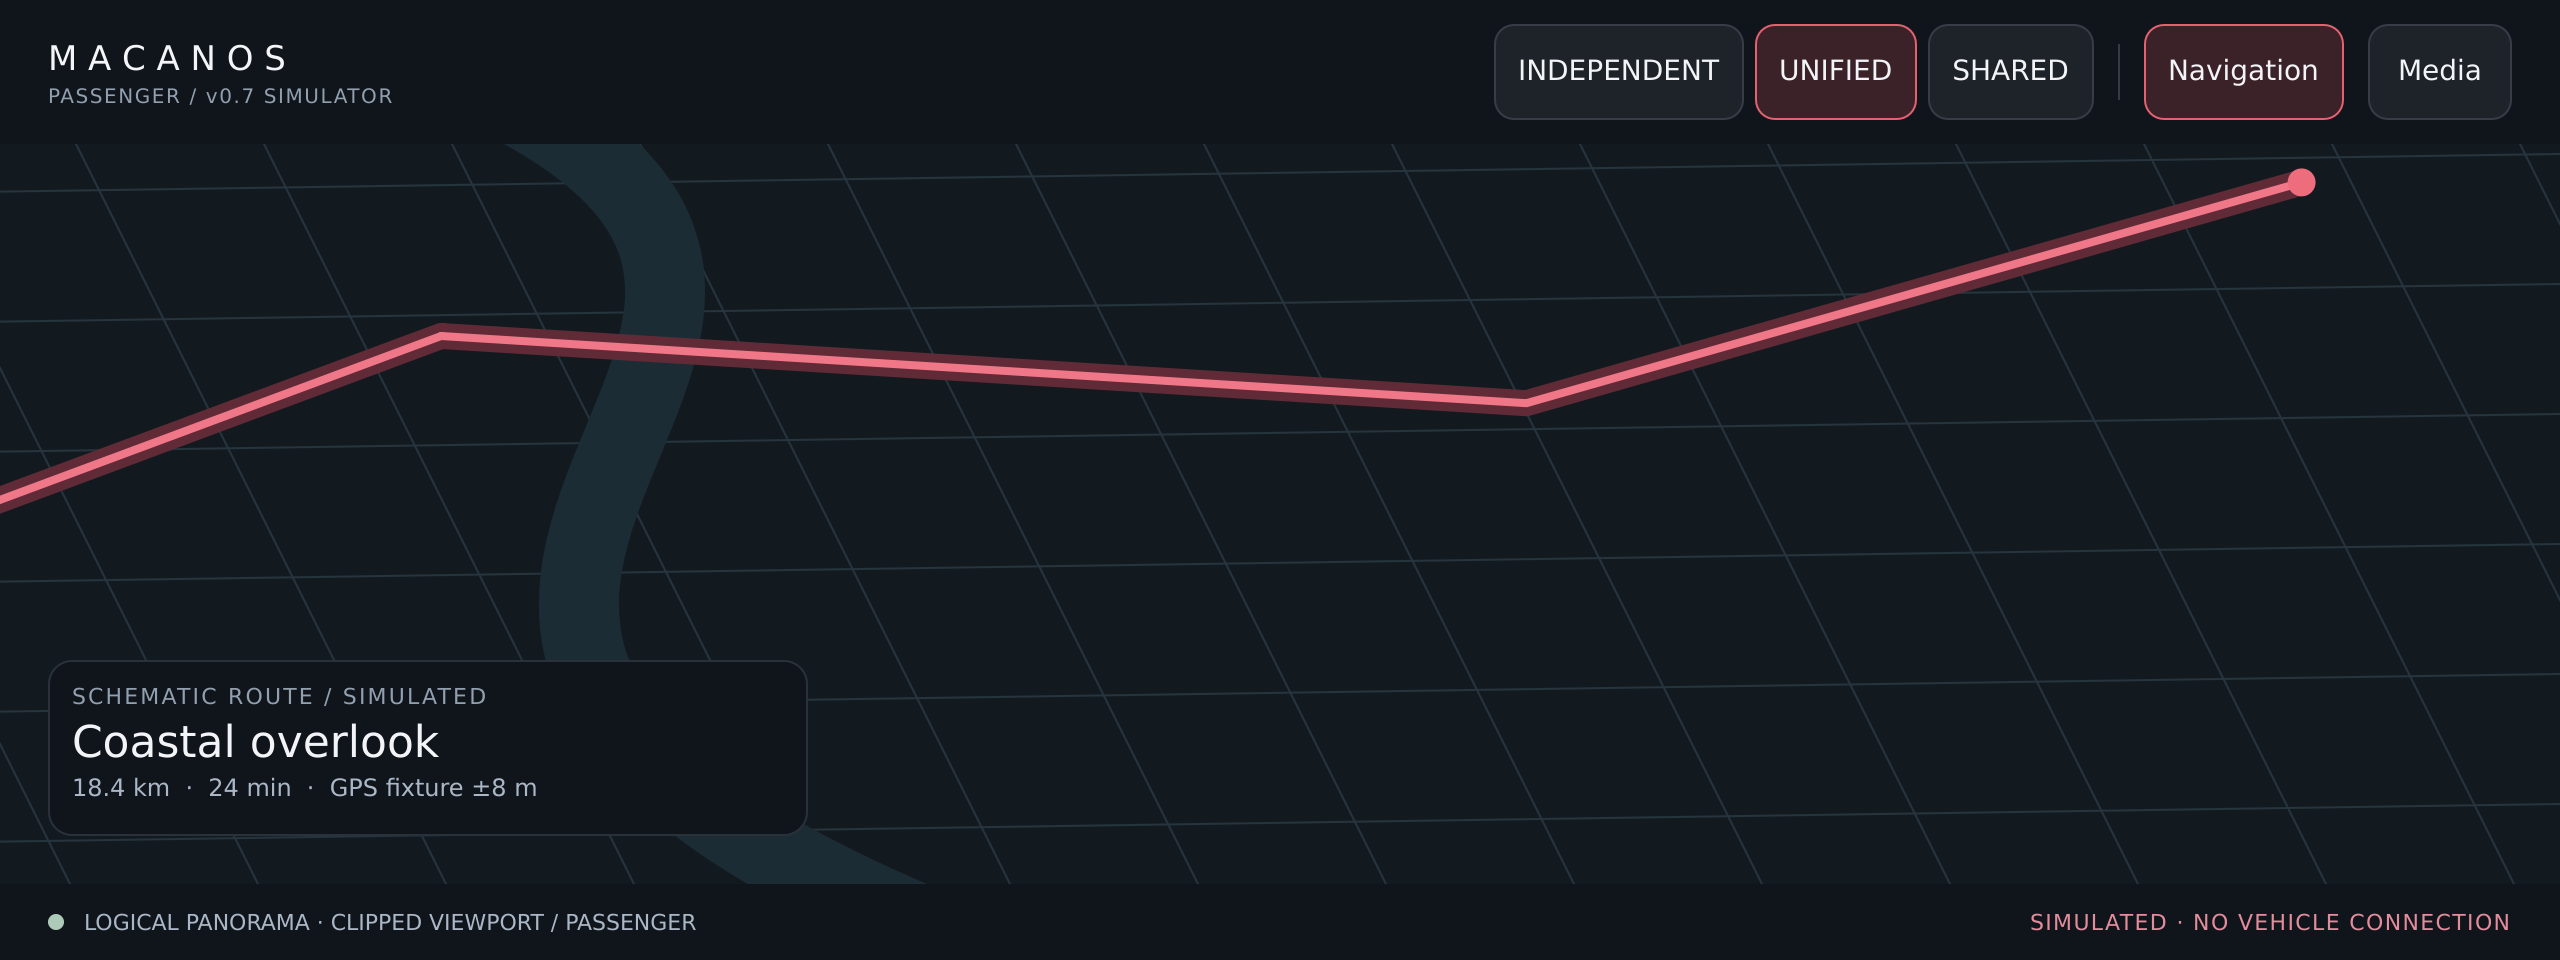 MACANOS
PASSENGER / v0.7 SIMULATOR
INDEPENDENT
UNIFIED
SHARED
Navigation
Media
SCHEMATIC ROUTE / SIMULATED
Coastal overlook
18.4 km · 24 min · GPS fixture ±8 m
LOGICAL PANORAMA · CLIPPED VIEWPORT / PASSENGER
SIMULATED · NO VEHICLE CONNECTION